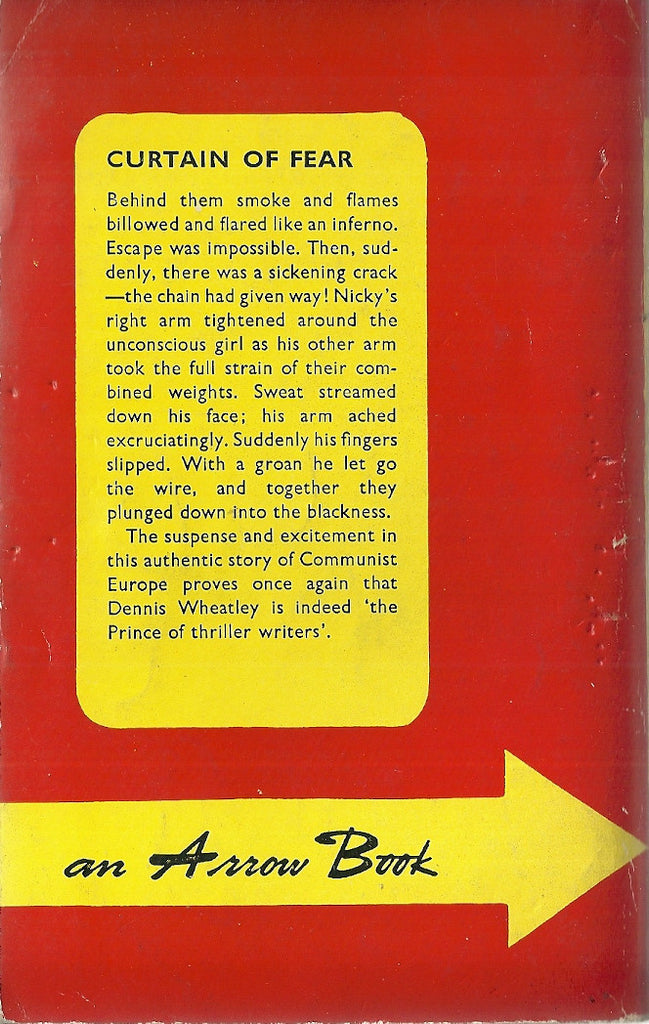 CURTAIN OF FEAR
Behind them smoke and flames
billowed and flared like an inferno.
Escape was impossible. Then, sud-
denly, there was a sickening crack
—the chain had given way! Nicky's
right arm tightened around the
unconscious girl as his other arm
took the full strain of their com-
bined weights. Sweat streamed
down his face; his arm ached
excruciatingly. Suddenly his fingers
slipped. With a groan he let go
the wire, and together they
plunged down into the blackness.
The suspense and excitement in
this authentic story of Communist
Europe proves once again that
Dennis Wheatley is indeed 'the
Prince of thriller writers'.
an Arrow Book